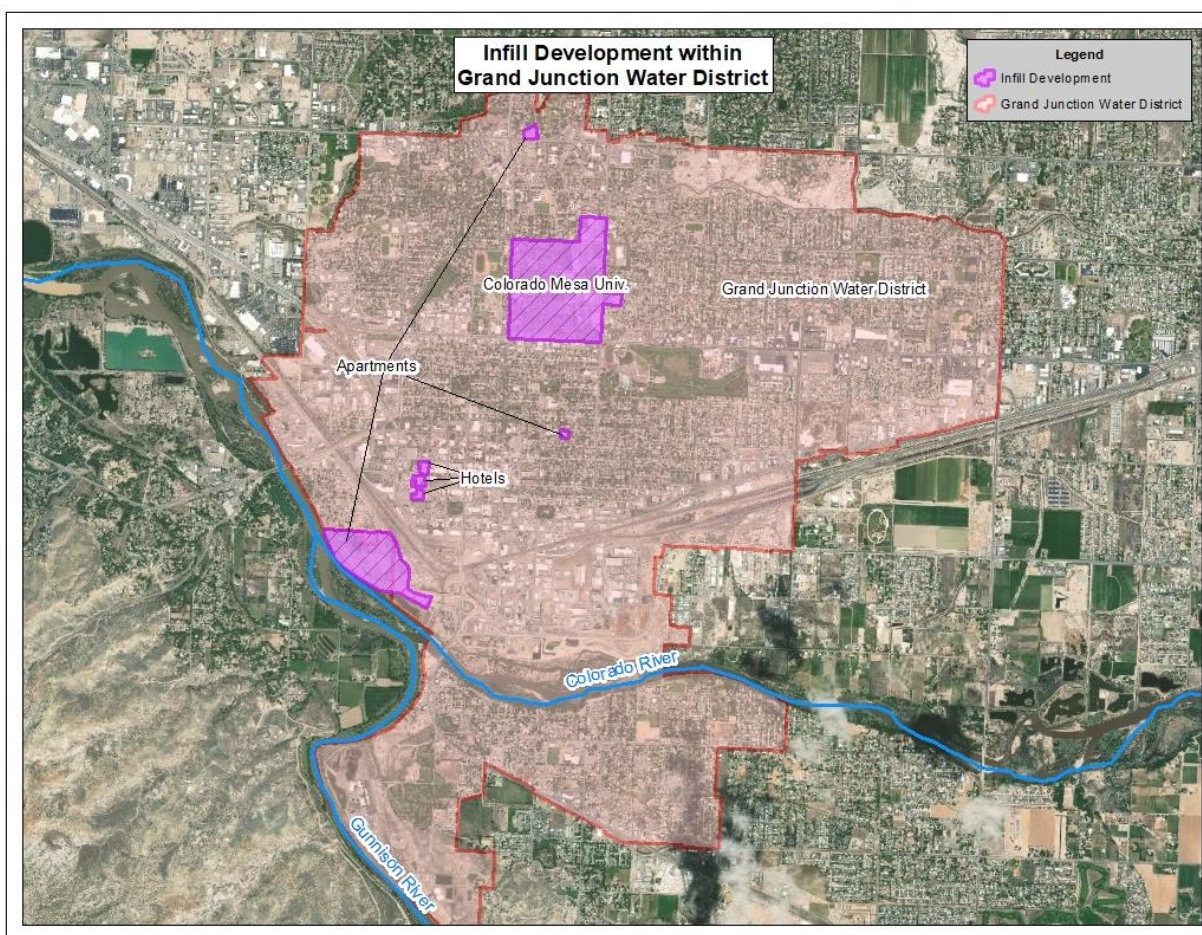 Infill Development within
Grand Junction Water District
Legend
Infill Development
Grand Junction Water District
Colorado Mesa Univ.
Grand Junction Water District
Apartments
Hotels
Colorado River
Gunnison River